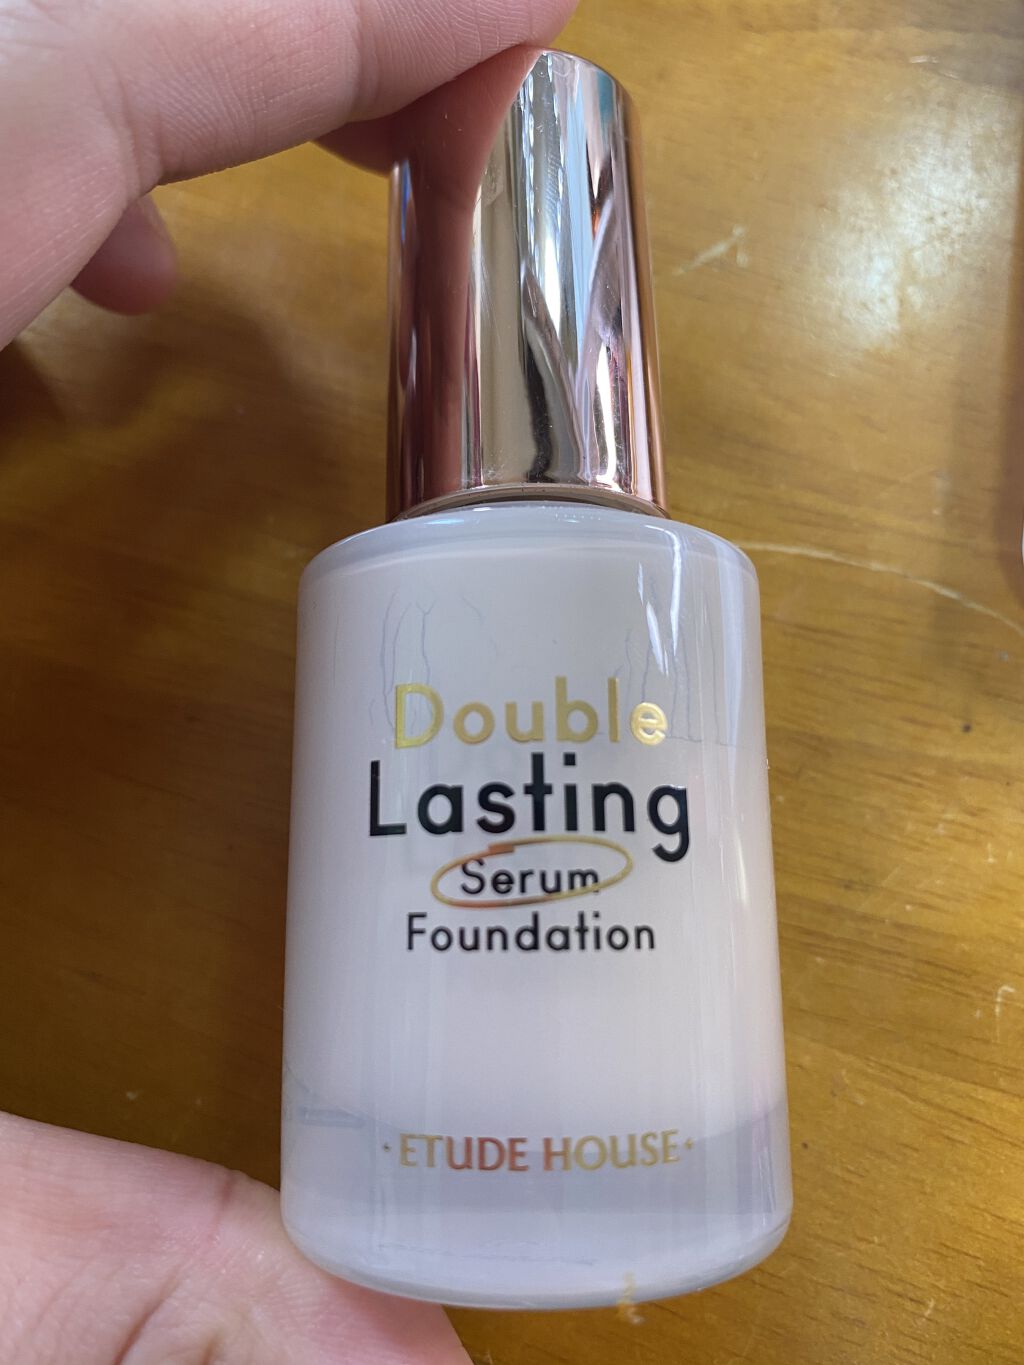 Double
Lasting
Serum
Foundation
· ETUDE HOUSE ·